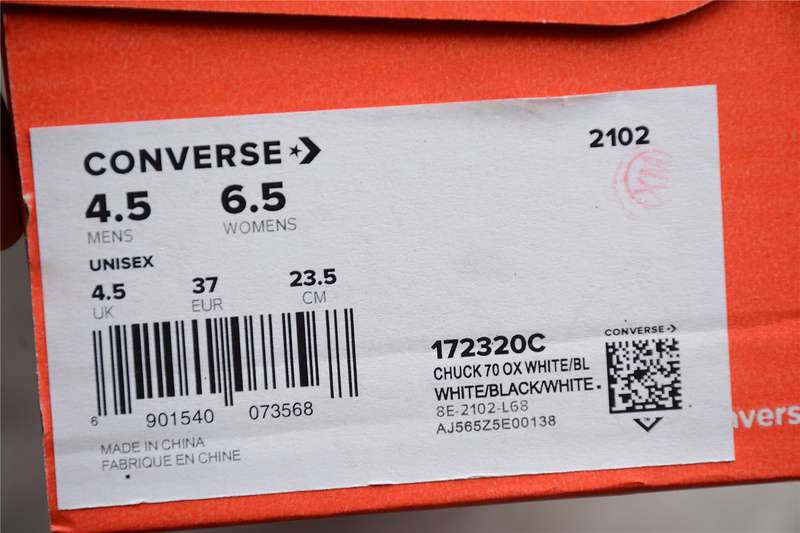 CONVERSE
2102
4.5 6.5
MENS WOMENS
UNISEX
4.5 37 23.5
UK EUR CM
6 901540 073568
MADE IN CHINA
FABRIQUE EN CHINE
172320C
CHUCK 70 OX WHITE/BL
WHITE/BLACK/WHITE.
8E-2102-L68
AJ565Z5E00138
CONVERSE